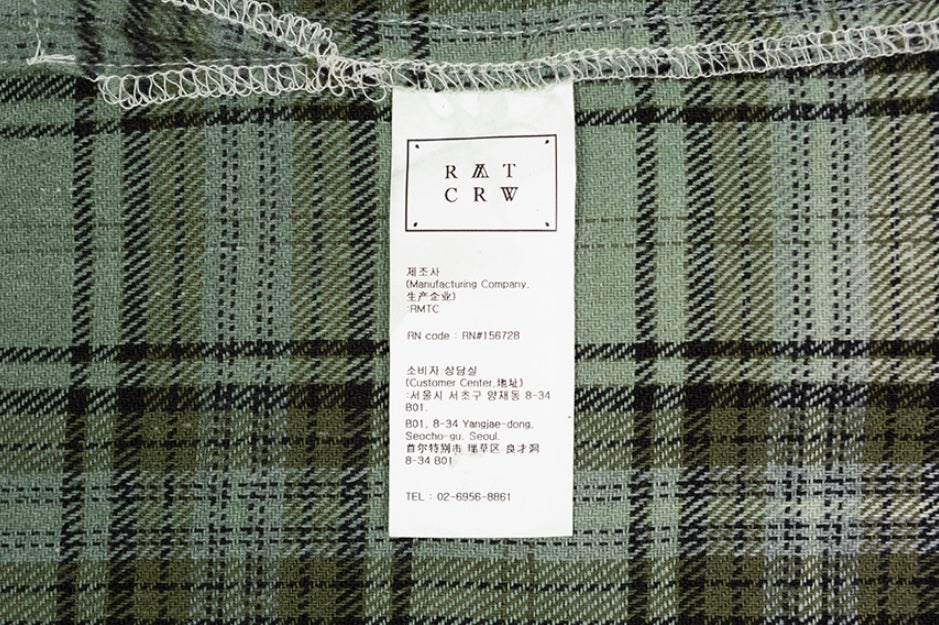 RMT
CRW
제조사
(Manufacturing Company,
生产企业)
:RMTC
RN code : RN#156728
소비자 상담실
(Customer Center,地址)
:서울시 서초구 양재동 8-34
B01.
B01, 8-34 Yangjae-dong,
Seocho-gu, Seoul.
首尔特别市 瑞草区 良才洞
8-34 B01
TEL : 02-6956-8861